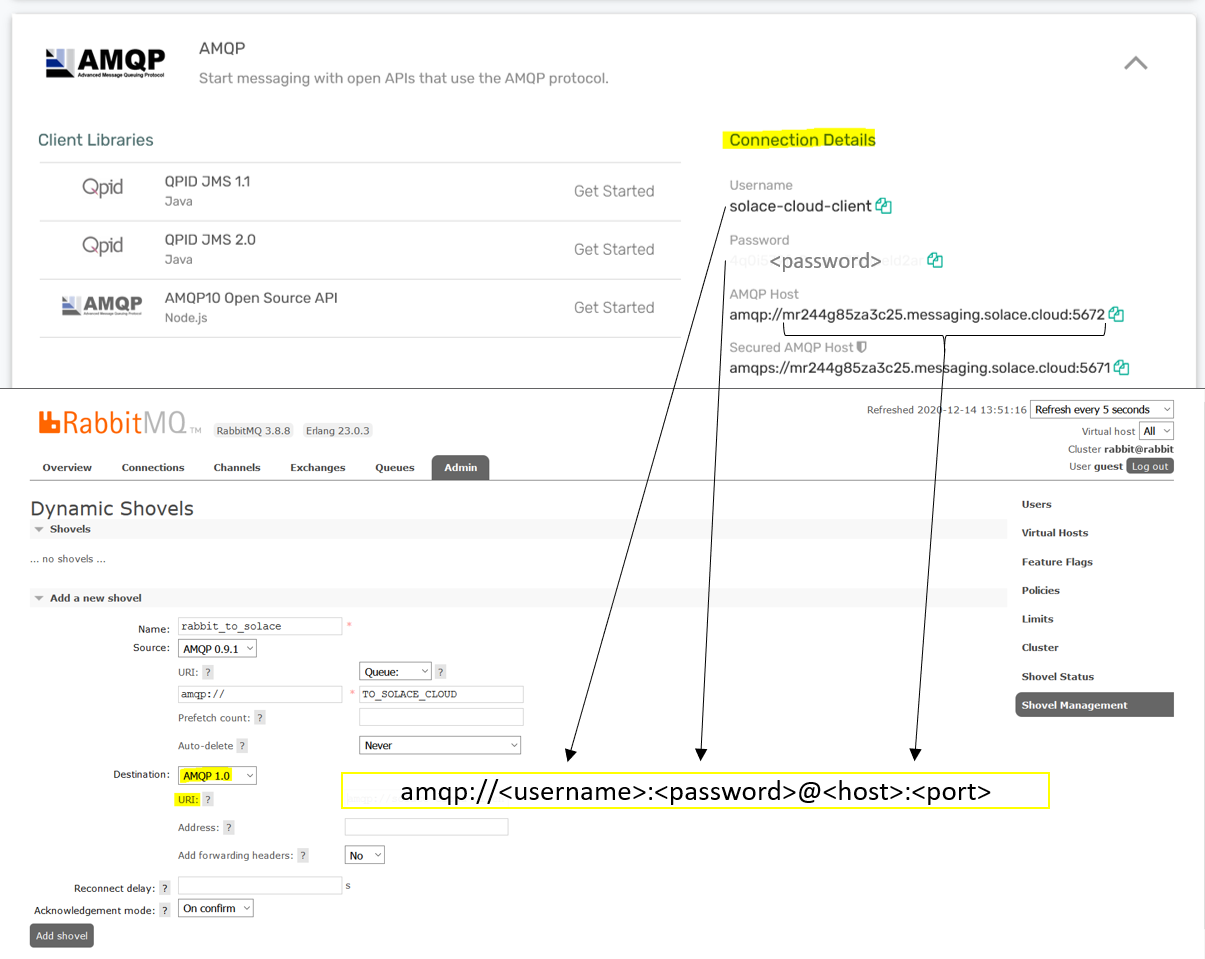 AMQP
Advanced Message Queuing Protocol
AMQP
Start messaging with open APIs that use the AMQP protocol.
Client Libraries
Qpid
QPID JMS 1.1
Java
Get Started
Qpid
QPID JMS 2.0
Java
Get Started
AMQP
Advanced Message Queuing Protocol
AMQP10 Open Source API
Node.js
Get Started
Connection Details
Username
solace-cloud-client
Password
<password>
AMQP Host
amqp://mr244g85za3c25.messaging.solace.cloud:5672
Secured AMQP Host
amqps://mr244g85za3c25.messaging.solace.cloud:5671
RabbitMQ TM RabbitMQ 3.8.8 Erlang 23.0.3
Refreshed 2020-12-14 13:51:16 Refresh every 5 seconds
Virtual host All
Cluster rabbit@rabbit
User guest Log out
Overview Connections Channels Exchanges Queues Admin
Dynamic Shovels
Shovels
... no shovels ...
Add a new shovel
Name: rabbit_to_solace *
Source: AMQP 0.9.1
URI: ? Queue: ?
amqp:// * TO_SOLACE_CLOUD
Prefetch count: ?
Auto-delete ? Never
Destination: AMQP 1.0
URI: ?
amqp://<username>:<password>@<host>:<port>
Address: ?
Add forwarding headers: ? No
Reconnect delay: ? s
Acknowledgement mode: ? On confirm
Add shovel
Users
Virtual Hosts
Feature Flags
Policies
Limits
Cluster
Shovel Status
Shovel Management